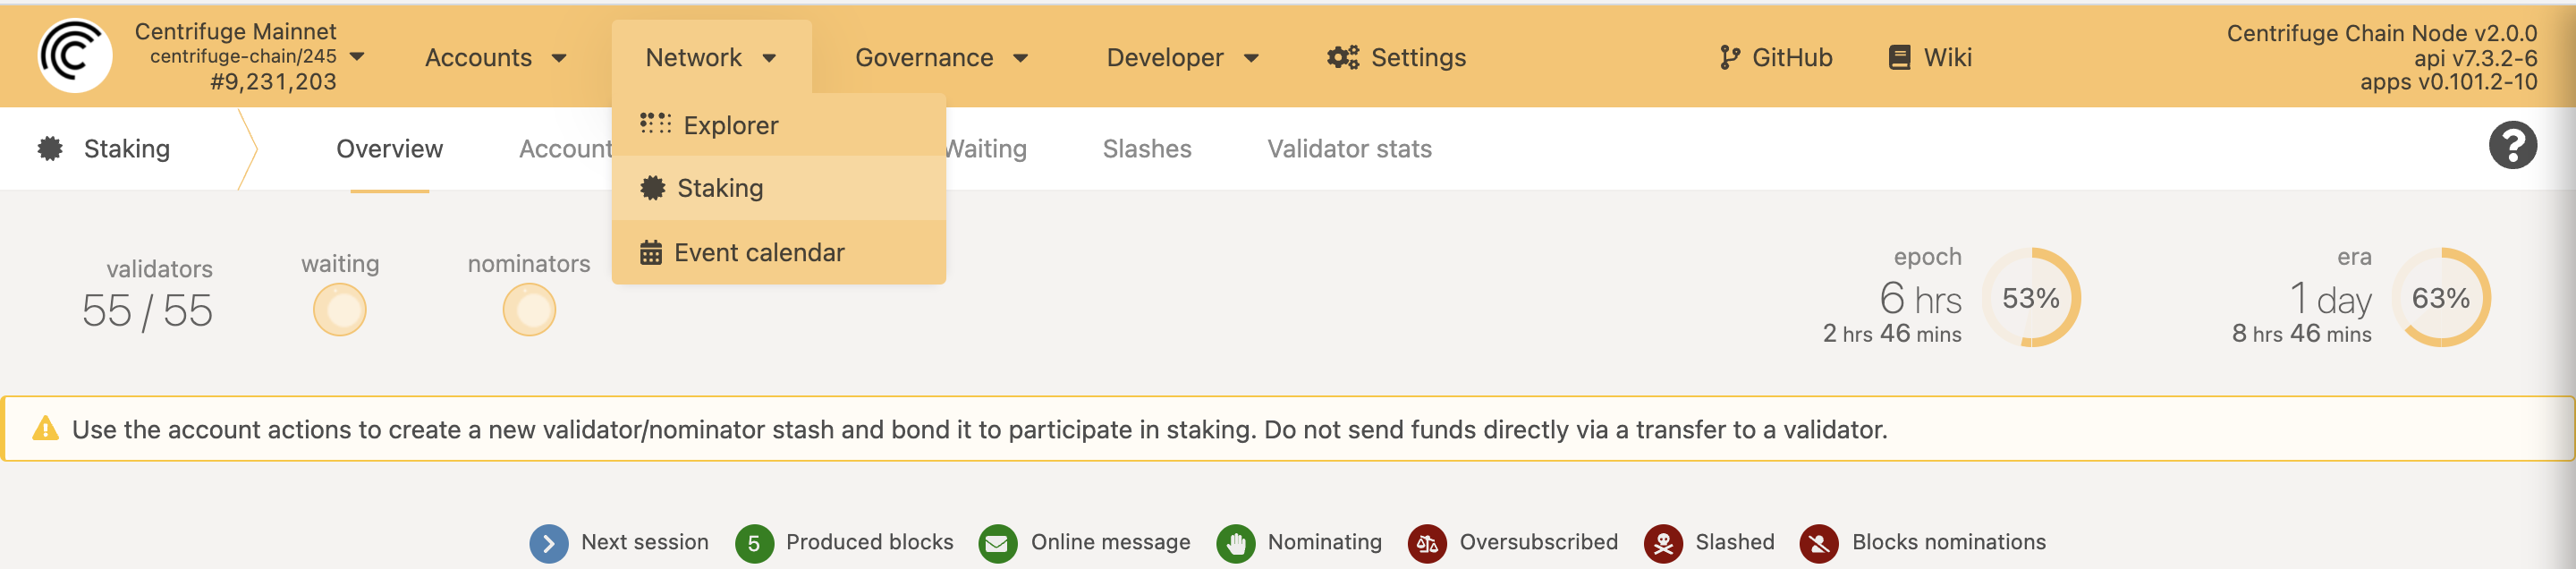 Centrifuge Mainnet
centrifuge-chain/245
#9,231,203
Accounts
Network
Governance
Developer
Settings
GitHub
Wiki
Centrifuge Chain Node v2.0.0
api v7.3.2-6
apps v0.101.2-10
Explorer
Staking
Event calendar
Staking
Overview
Account
Waiting
Slashes
Validator stats
validators
55 / 55
waiting
nominators
epoch
6 hrs
2 hrs 46 mins
53%
era
1 day
8 hrs 46 mins
63%
Use the account actions to create a new validator/nominator stash and bond it to participate in staking. Do not send funds directly via a transfer to a validator.
Next session
5 Produced blocks
Online message
Nominating
Oversubscribed
Slashed
Blocks nominations